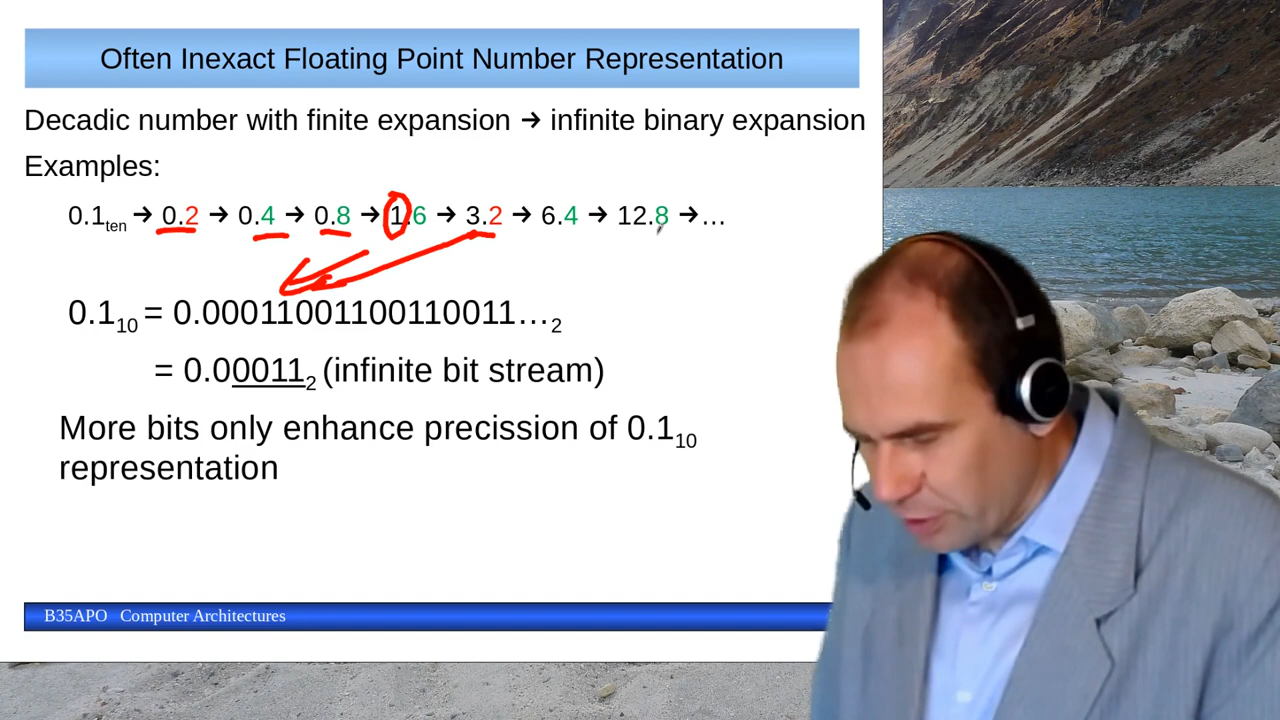 Often Inexact Floating Point Number Representation
Decadic number with finite expansion → infinite binary expansion
Examples:
0.1ten → 0.2 → 0.4 → 0.8 → 1.6 → 3.2 → 6.4 → 12.8 →…
0.110 = 0.00011001100110011…2
= 0.000112 (infinite bit stream)
More bits only enhance precission of 0.110
representation
B35APO Computer Architectures